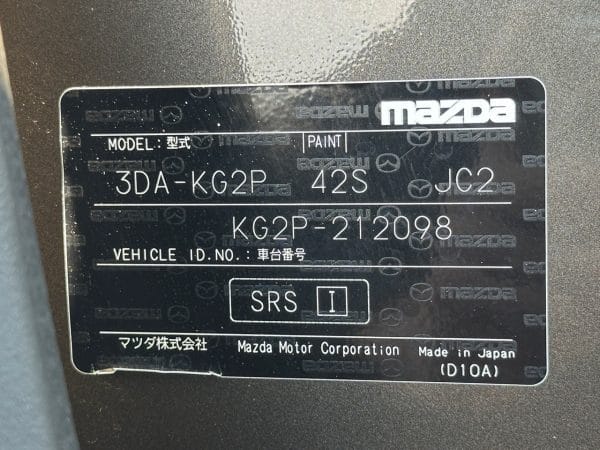 mazda
MODEL: 型式 PAINT
3DA-KG2P 42S JC2
KG2P-212098
VEHICLE ID.NO.: 車台番号
SRS I
マツダ株式会社 Mazda Motor Corporation Made in Japan
(D10A)